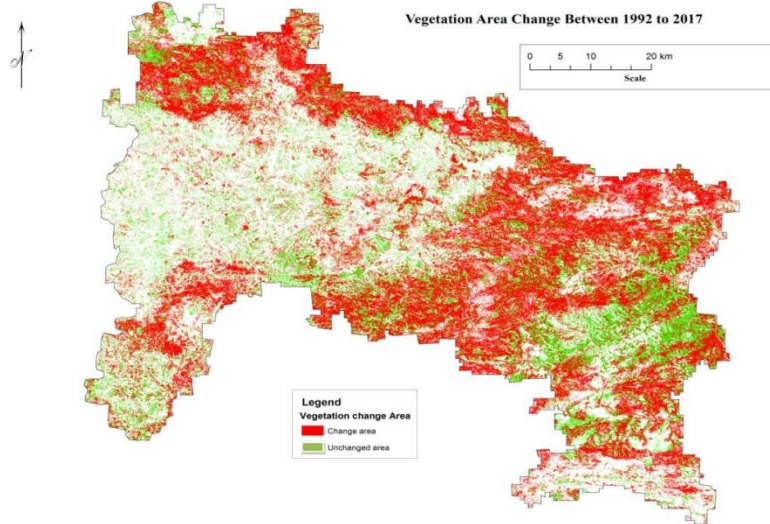 Vegetation Area Change Between 1992 to 2017
N
0 5 10 20 km
Scale
Legend
Vegetation change Area
Change area
Unchanged area